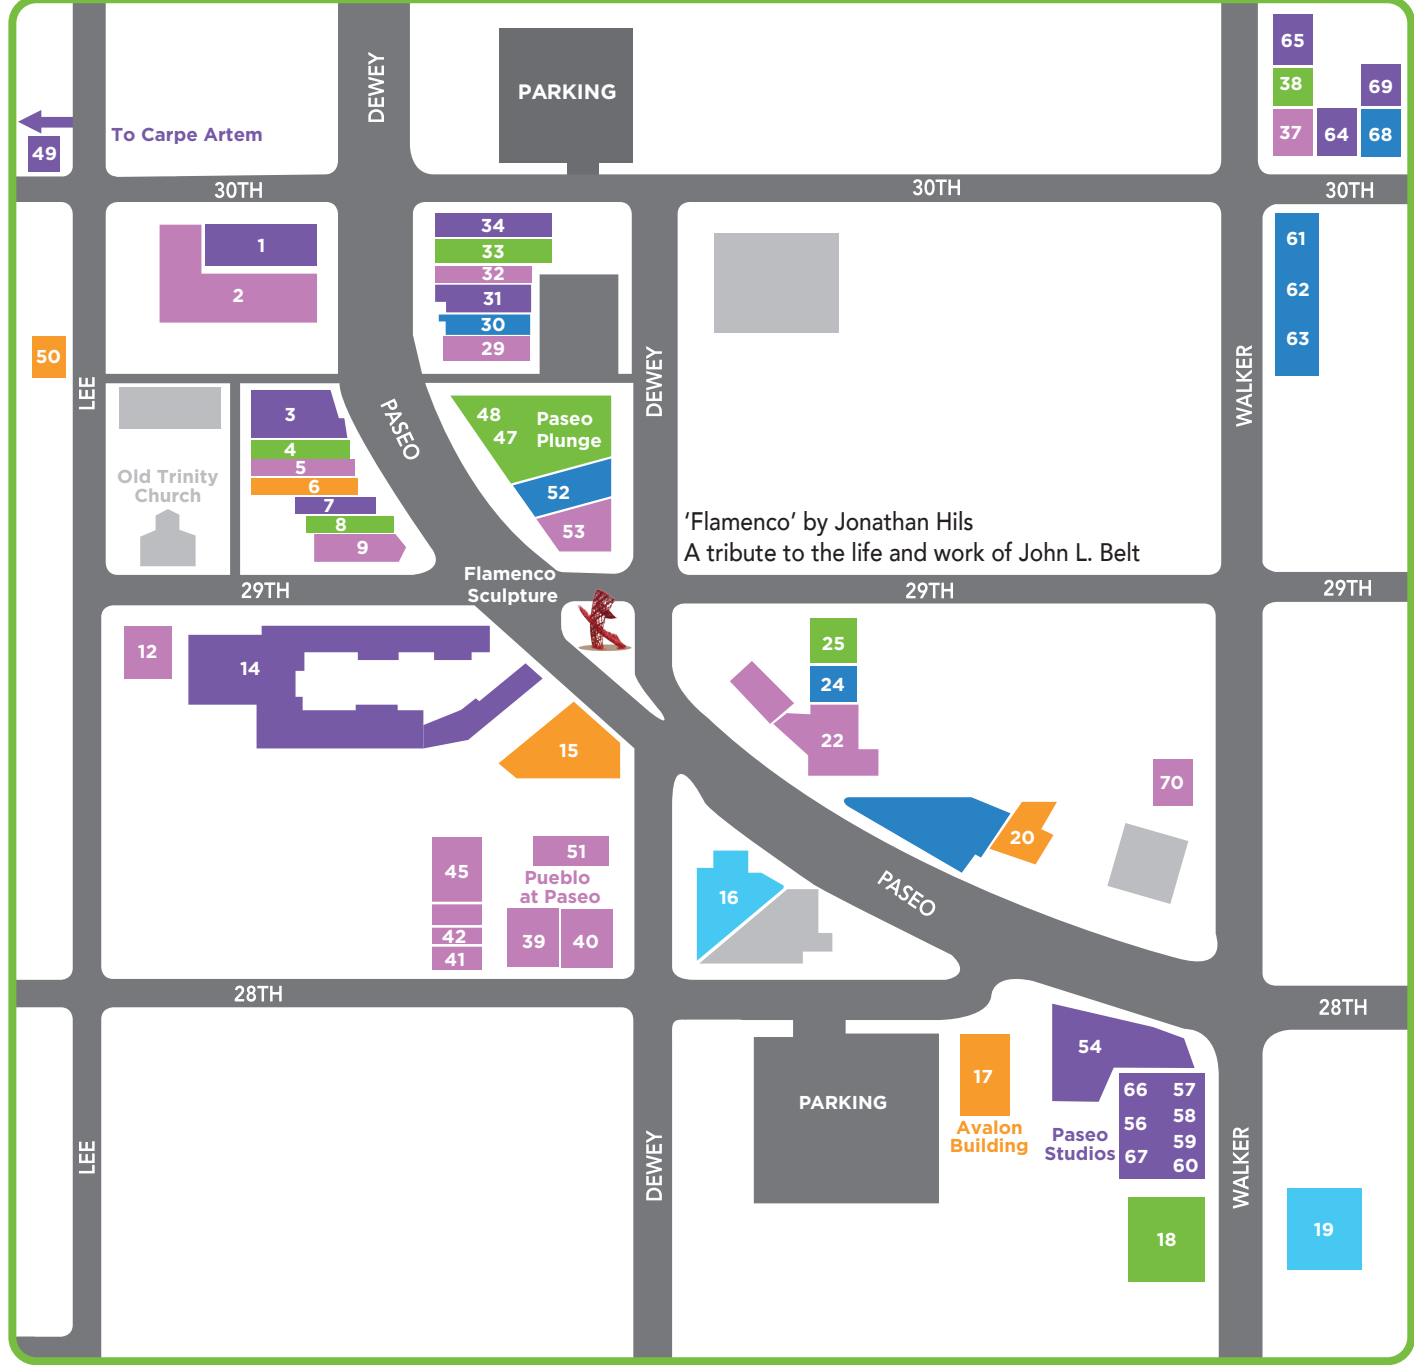 DEWEY
PARKING
65
38
69
37
64
68
To Carpe Artem
49
30TH
30TH
30TH
1
2
34
33
32
31
30
29
61
62
63
50
LEE
PASEO
DEWEY
WALKER
3
4
5
6
7
8
9
48
47
Paseo
Plunge
52
53
Old Trinity
Church
'Flamenco' by Jonathan Hils
A tribute to the life and work of John L. Belt
Flamenco
Sculpture
29TH
29TH
29TH
12
14
15
25
24
22
70
20
16
PASEO
45
51
Pueblo
at Paseo
42
41
39
40
28TH
28TH
LEE
DEWEY
WALKER
PARKING
17
Avalon
Building
54
Paseo
Studios
66 57
56 58
59
67 60
18
19